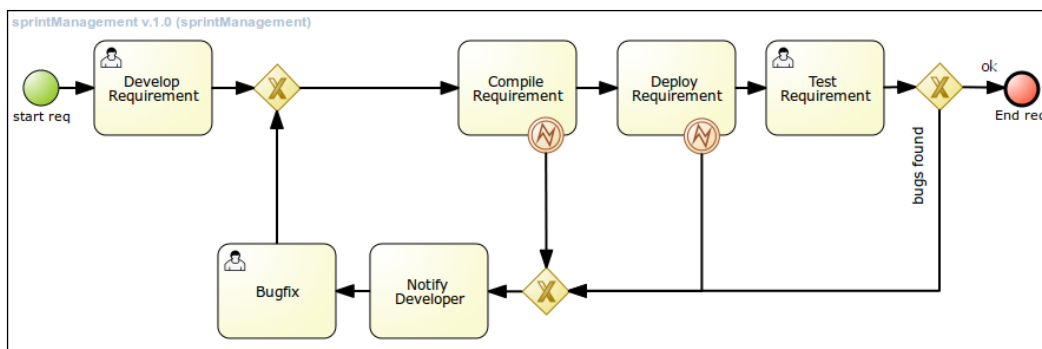 sprintManagement v.1.0 (sprintManagement)
start req
Develop
Requirement
Compile
Requirement
Deploy
Requirement
Test
Requirement
ok
End req
bugs found
Bugfix
Notify
Developer